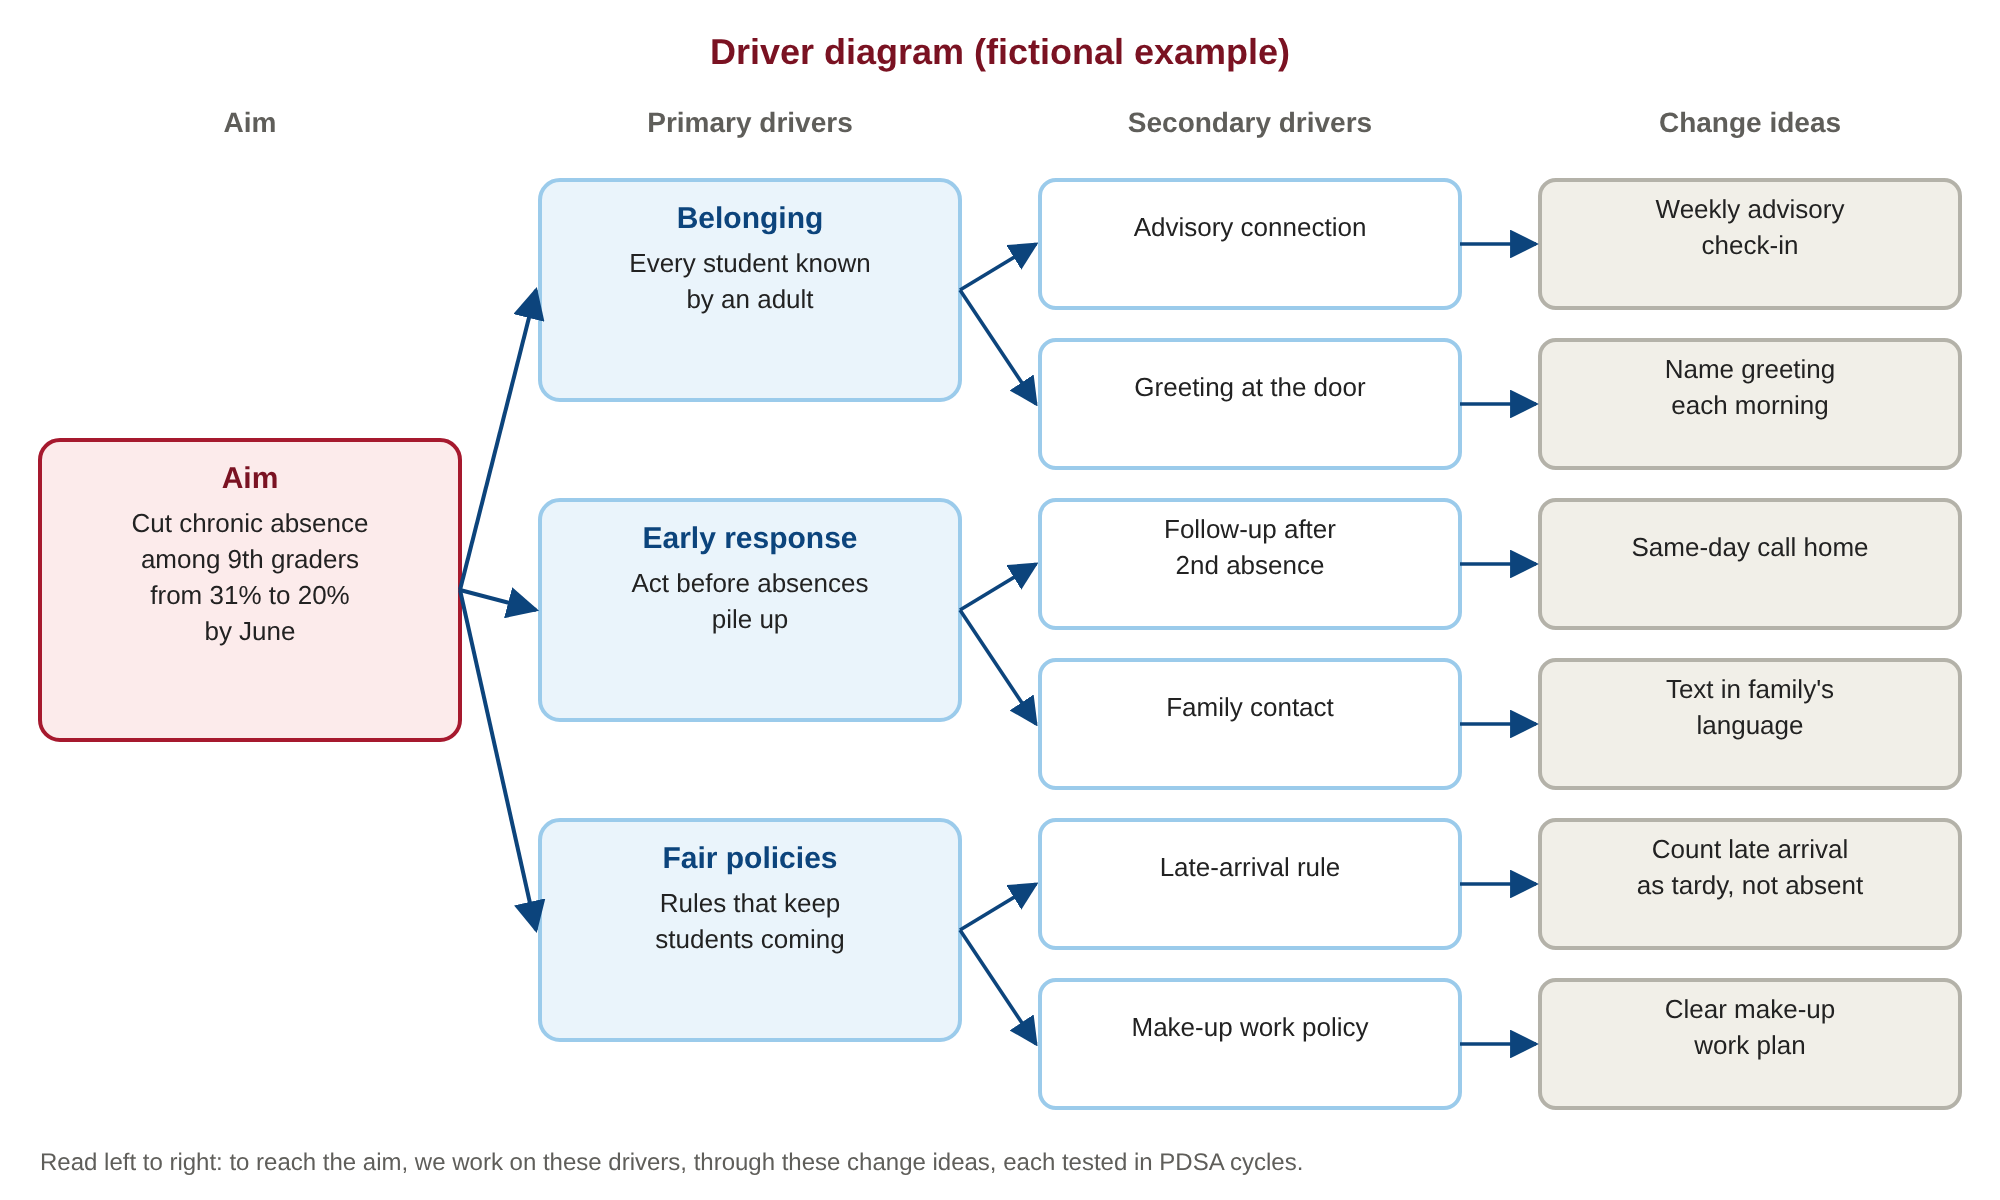 Driver diagram (fictional example)
Aim
Primary drivers
Secondary drivers
Change ideas
Aim
Cut chronic absence
among 9th graders
from 31% to 20%
by June
Belonging
Every student known
by an adult
Early response
Act before absences
pile up
Fair policies
Rules that keep
students coming
Advisory connection
Greeting at the door
Follow-up after
2nd absence
Family contact
Late-arrival rule
Make-up work policy
Weekly advisory
check-in
Name greeting
each morning
Same-day call home
Text in family's
language
Count late arrival
as tardy, not absent
Clear make-up
work plan
Read left to right: to reach the aim, we work on these drivers, through these change ideas, each tested in PDSA cycles.